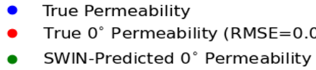 True Permeability
True 0° Permeability (RMSE=0.0
SWIN-Predicted 0° Permeability